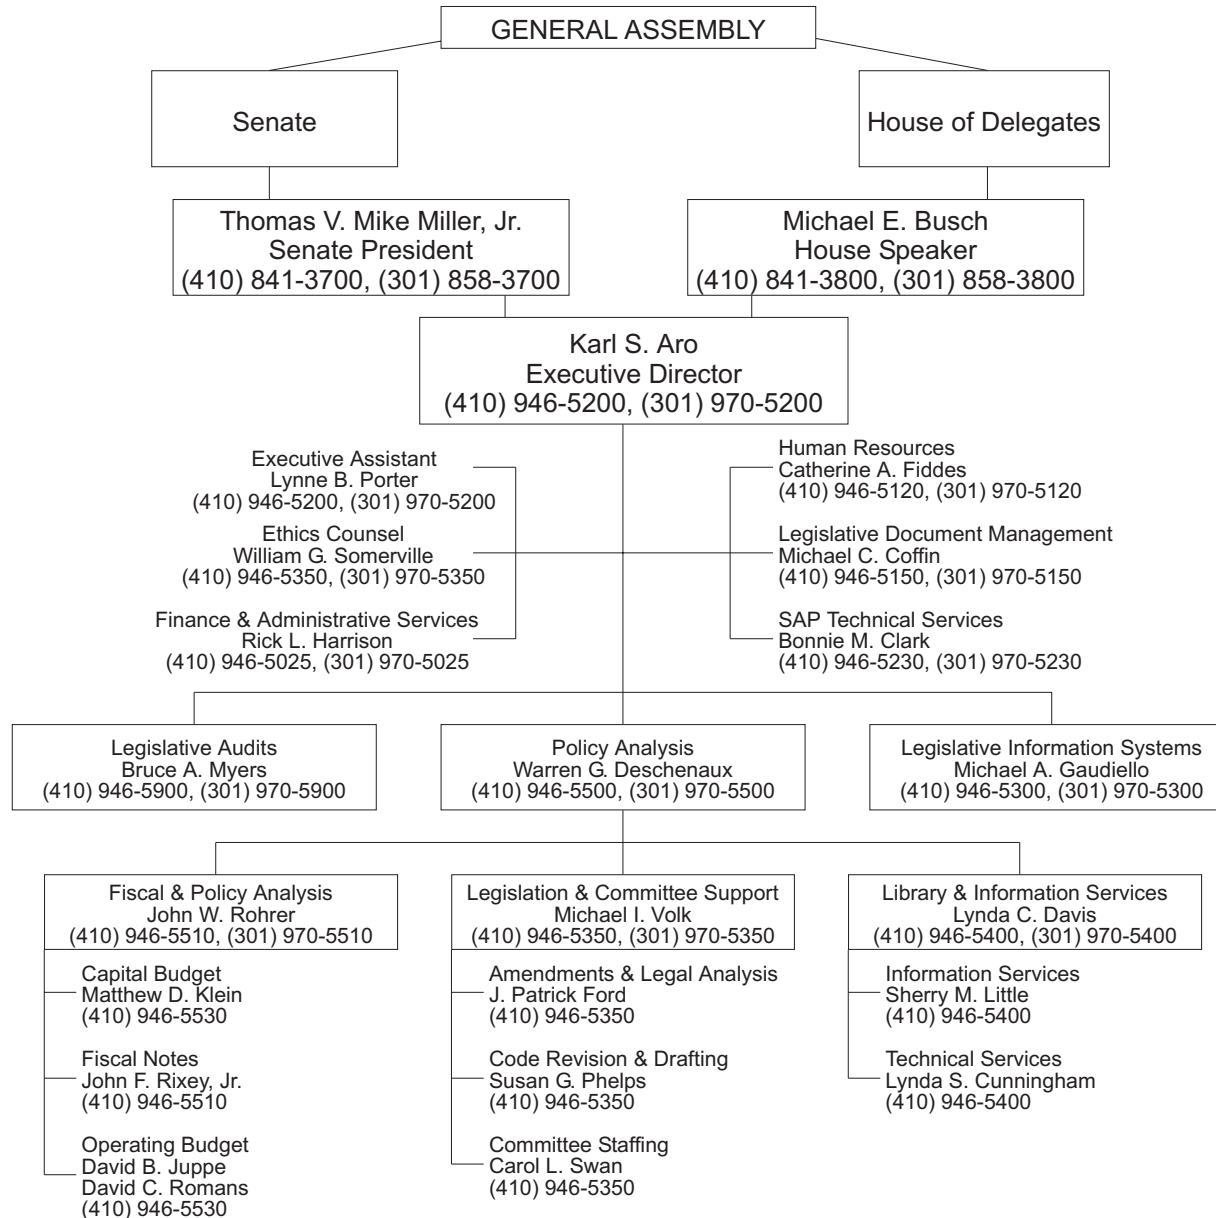 GENERAL ASSEMBLY
Senate
House of Delegates
Thomas V. Mike Miller, Jr.
Senate President
(410) 841-3700, (301) 858-3700
Michael E. Busch
House Speaker
(410) 841-3800, (301) 858-3800
Karl S. Aro
Executive Director
(410) 946-5200, (301) 970-5200
Executive Assistant
Lynne B. Porter
(410) 946-5200, (301) 970-5200
Ethics Counsel
William G. Somerville
(410) 946-5350, (301) 970-5350
Finance & Administrative Services
Rick L. Harrison
(410) 946-5025, (301) 970-5025
Human Resources
Catherine A. Fiddes
(410) 946-5120, (301) 970-5120
Legislative Document Management
Michael C. Coffin
(410) 946-5150, (301) 970-5150
SAP Technical Services
Bonnie M. Clark
(410) 946-5230, (301) 970-5230
Legislative Audits
Bruce A. Myers
(410) 946-5900, (301) 970-5900
Policy Analysis
Warren G. Deschenaux
(410) 946-5500, (301) 970-5500
Legislative Information Systems
Michael A. Gaudiello
(410) 946-5300, (301) 970-5300
Fiscal & Policy Analysis
John W. Rohrer
(410) 946-5510, (301) 970-5510
Capital Budget
Matthew D. Klein
(410) 946-5530
Fiscal Notes
John F. Rixey, Jr.
(410) 946-5510
Operating Budget
David B. Juppe
David C. Romans
(410) 946-5530
Legislation & Committee Support
Michael I. Volk
(410) 946-5350, (301) 970-5350
Amendments & Legal Analysis
J. Patrick Ford
(410) 946-5350
Code Revision & Drafting
Susan G. Phelps
(410) 946-5350
Committee Staffing
Carol L. Swan
(410) 946-5350
Library & Information Services
Lynda C. Davis
(410) 946-5400, (301) 970-5400
Information Services
Sherry M. Little
(410) 946-5400
Technical Services
Lynda S. Cunningham
(410) 946-5400